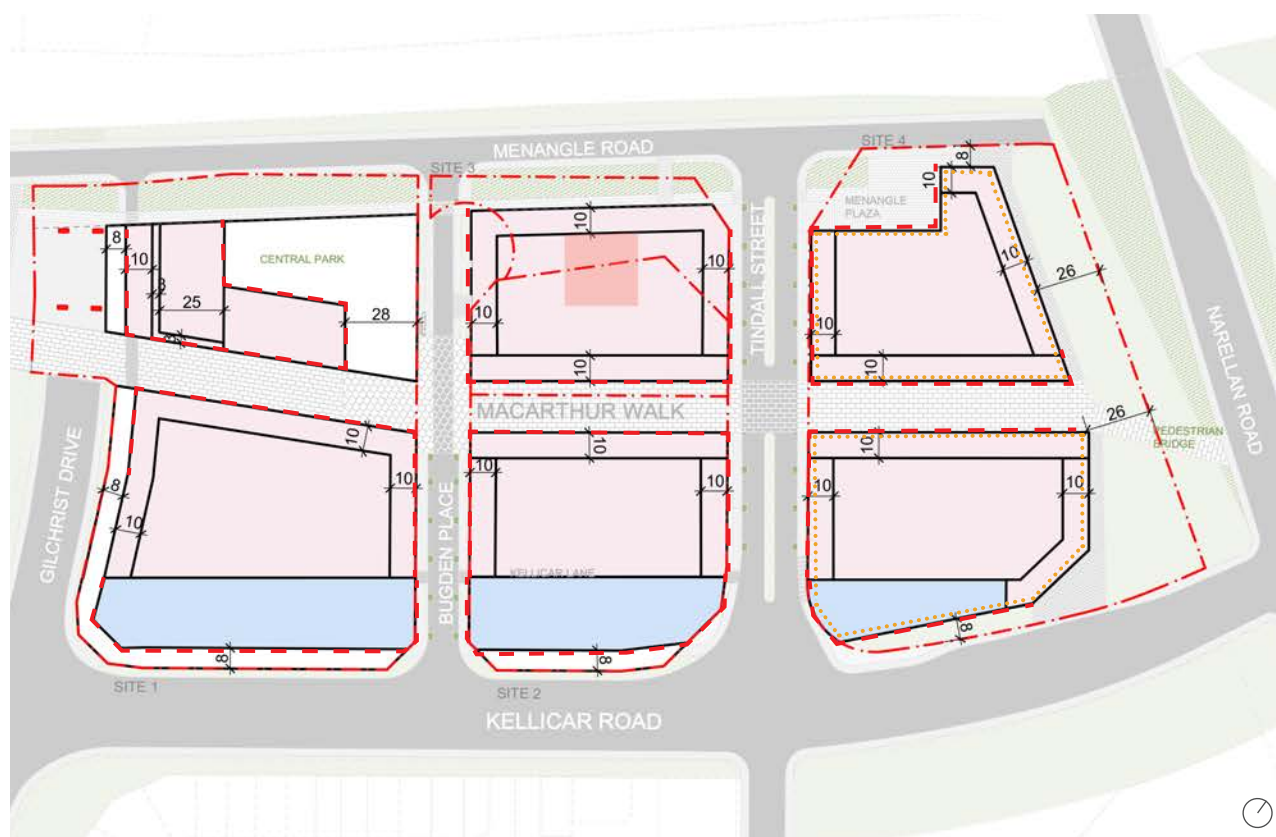 SITE 4
MENANGLE ROAD
SITE 3
8
10
MENANGLE
PLAZA
8
10
3
25
CENTRAL PARK
28
10
10
10
10
TINDALL STREET
10
10
10
26
NARELLAN ROAD
MACARTHUR WALK
26
PEDESTRIAN
BRIDGE
GILCHRIST DRIVE
8
10
10
10
BUGDEN PLACE
10
10
10
10
10
10
KELLICAR LANE
8
8
8
SITE 1
SITE 2
KELLICAR ROAD